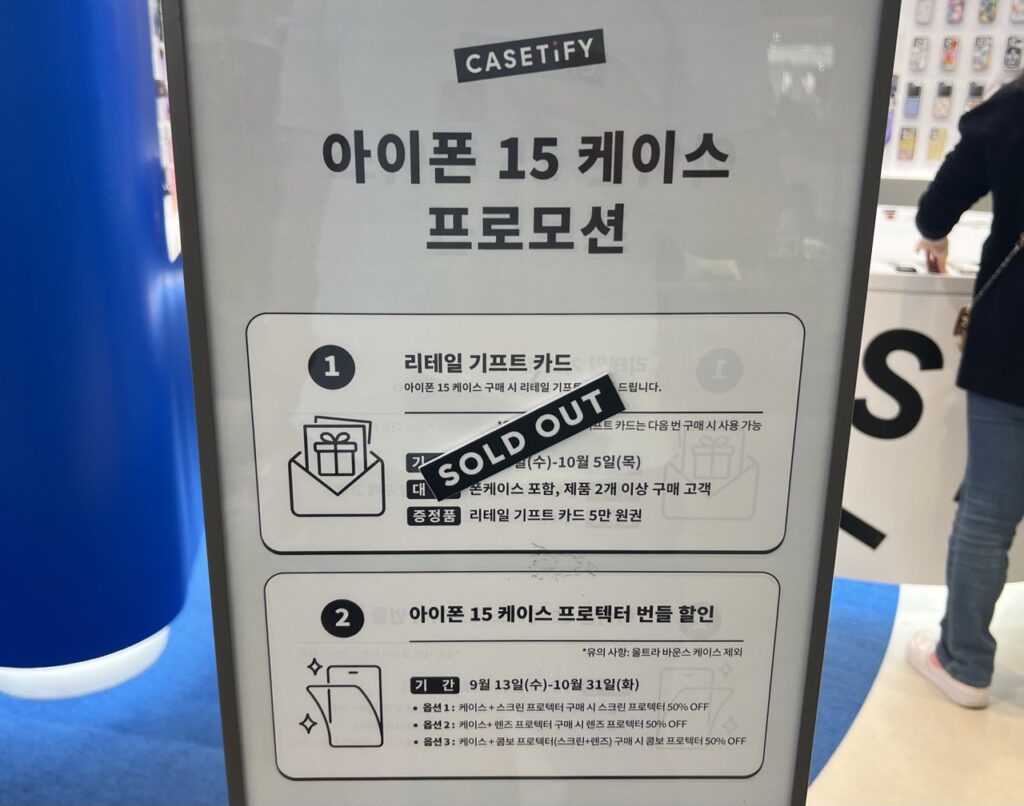 CASETiFY
아이폰 15 케이스
프로모션
1
리테일 기프트 카드
아이폰 15 케이스 구매 시 리테일 기프트 드립니다.
카드는 다음 번 구매 시 사용 가능
SOLD OUT
(수)-10월 5일(목)
폰케이스 포함, 제품 2개 이상 구매 고객
증정품 리테일 기프트 카드 5만 원권
2
아이폰 15 케이스 프로텍터 번들 할인
*유의 사항: 울트라 바운스 케이스 제외
기 간 9월 13일(수)-10월 31일(화)
• 옵션 1 : 케이스 + 스크린 프로텍터 구매 시 스크린 프로텍터 50% OFF
• 옵션 2 : 케이스+ 렌즈 프로텍터 구매 시 렌즈 프로텍터 50% OFF
• 옵션 3 : 케이스 + 콤보 프로텍터(스크린+렌즈) 구매 시 콤보 프로텍터 50% OFF
S